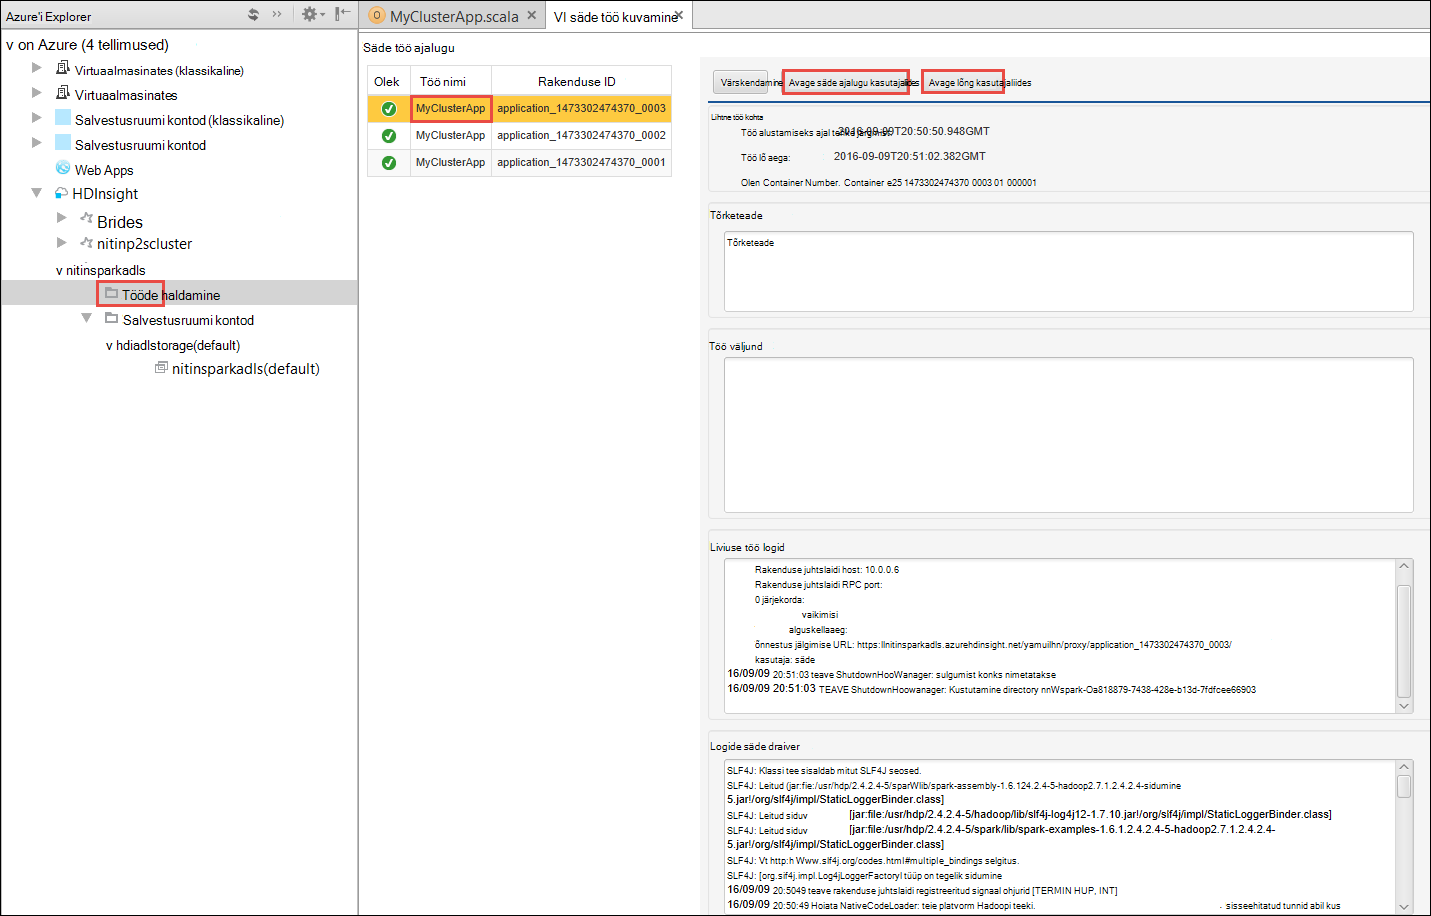 Azure'i Explorer
v on Azure (4 tellimused)
Virtuaalmasinates (klassikaline)
Virtuaalmasinates
Salvestusruumi kontod (klassikaline)
Salvestusruumi kontod
Web Apps
HDInsight
Brides
nitinp2scluster
v nitinsparkadls
Tööde haldamine
Salvestusruumi kontod
v hdiadlstorage(default)
nitinsparkadls(default)
MyClusterApp.scala
VI säde töö kuvamine
Säde töö ajalugu
Olek Töö nimi Rakenduse ID
MyClusterApp application_1473302474370_0003
MyClusterApp application_1473302474370_0002
MyClusterApp application_1473302474370_0001
Värskendamine Avage säde ajalugu kasutajaliides Avage lõng kasutajaliides
Lihtne töö kohta
Töö alustamiseks ajal 2016-09-09T20:50:50.948GMT
Töö lõ aega: 2016-09-09T20:51:02.382GMT
Olen Container Number. Container e25 1473302474370 0003 01 000001
Tõrketeade
Tõrketeade
Töö väljund
Liviuse töö logid
Rakenduse juhtslaidi host: 10.0.0.6
Rakenduse juhtslaidi RPC port:
0 järjekorda:
vaikimisi
alguskellaaeg:
õnnestus jälgimise URL: https:llnitinsparkadls.azurehdinsight.net/yamuilhn/proxy/application_1473302474370_0003/
kasutaja: säde
16/09/09 20:51:03 teave ShutdownHooWanager: sulgumist konks nimetatakse
16/09/09 20:51:03 TEAVE ShutdownHoowanager: Kustutamine directory nnWspark-Oa818879-7438-428e-b13d-7fdfcee66903
Logide säde draiver
SLF4J: Klassi tee sisaldab mitut SLF4J seosed.
SLF4J: Leitud (jar:file:/usr/hdp/2.4.2.4-5/sparWlib/spark-assembly-1.6.124.2.4-5-hadoop2.7.1.2.4.2.4-sidumine
5.jar!/org/slf4j/impl/StaticLoggerBinder.class]
SLF4J: Leitud siduv [jar:file:/usr/hdp/2.4.2.4-5/hadoop/lib/slf4j-log4j12-1.7.10.jar!/org/slf4j/impl/StaticLoggerBinder.class]
SLF4J: Leitud siduv [jar:file:/usr/hdp/2.4.2.4-5/spark/lib/spark-examples-1.6.1.2.4.2.4-5-hadoop2.7.1.2.4.2.4-
5.jar!/org/slf4j/impl/StaticLoggerBinder.class]
SLF4J: Vt http:h Www.slf4j.org/codes.html#multiple_bindings selgitus.
SLF4J: [org.sif4j.impl.Log4jLoggerFactoryl tüüp on tegelik sidumine
16/09/09 20:5049 teave rakenduse juhtslaidi registreeritud signaal ohjurid [TERMIN HUP, INT]
16/09/09 20:50:49 Hoiata NativeCodeLoader: teie platvorm Hadoopi teeki. - sisseehitatud tunnid abil kus